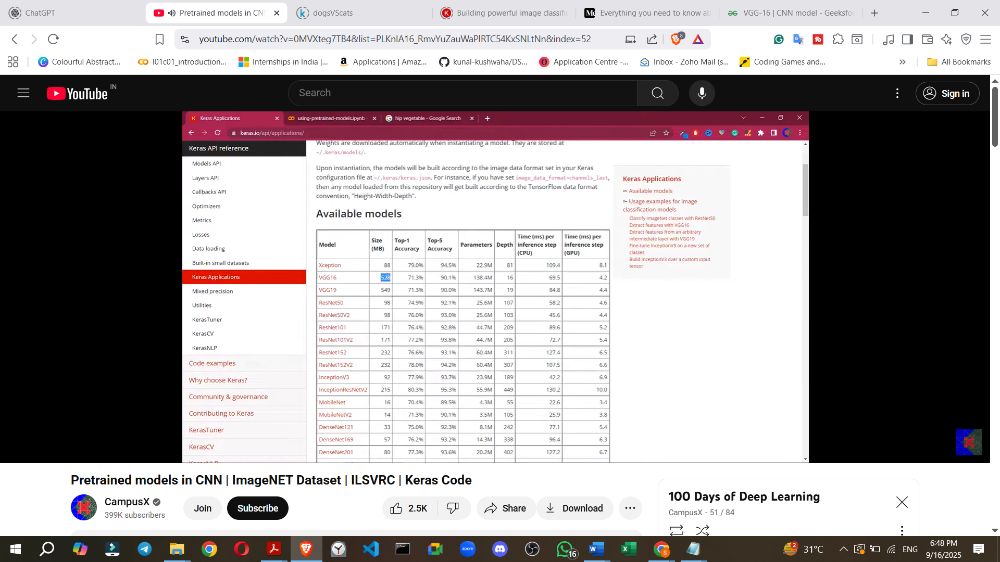 ChatGPT
Pretrained models in CN
dogsVScats
Building powerful image classifi
Everything you need to know ab
VGG-16 | CNN model - Geeksfor
youtube.com/watch?v=0MVXteg7TB4&list=PLKnIA16_RmvYuZauWaPlRTC54KxSNLtNn&index=52
8
Colourful Abstract...
l01c01_introduction...
Internships in India |...
Applications | Amaz...
kunal-kushwaha/DS...
Application Centre -...
Inbox - Zoho Mail (s...
Coding Games and...
All Bookmarks
YouTube IN
Search
Sign in
Keras Applications
using-pretrained-models.ipynb
hip vegetable - Google Search
keras.io/api/applications/
Keras API reference
Models API
Layers API
Callbacks API
Optimizers
Metrics
Losses
Data loading
Built-in small datasets
Keras Applications
Mixed precision
Utilities
KerasTuner
KerasCV
KerasNLP
Code examples
Why choose Keras?
Community & governance
Contributing to Keras
KerasTuner
KerasCV
Weights are downloaded automatically when instantiating a model. They are stored at
~/.keras/models/.
Upon instantiation, the models will be built according to the image data format set in your Keras
configuration file at ~/.keras/keras.json. For instance, if you have set image_data_format=channels_last,
then any model loaded from this repository will get built according to the TensorFlow data format
convention, "Height-Width-Depth".
Available models
Model Size (MB) Top-1 Accuracy Top-5 Accuracy Parameters Depth Time (ms) per inference step (CPU) Time (ms) per inference step (GPU)
Xception 88 79.0% 94.5% 22.9M 81 109.4 8.1
VGG16 528 71.3% 90.1% 138.4M 16 69.5 4.2
VGG19 549 71.3% 90.0% 143.7M 19 84.8 4.4
ResNet50 98 74.9% 92.1% 25.6M 107 58.2 4.6
ResNet50V2 98 76.0% 93.0% 25.6M 103 45.6 4.4
ResNet101 171 76.4% 92.8% 44.7M 209 89.6 5.2
ResNet101V2 171 77.2% 93.8% 44.7M 205 72.7 5.4
ResNet152 232 76.6% 93.1% 60.4M 311 127.4 6.5
ResNet152V2 232 78.0% 94.2% 60.4M 307 107.5 6.6
InceptionV3 92 77.9% 93.7% 23.9M 189 42.2 6.9
InceptionResNetV2 215 80.3% 95.3% 55.9M 449 130.2 10.0
MobileNet 16 70.4% 89.5% 4.3M 55 22.6 3.4
MobileNetV2 14 71.3% 90.1% 3.5M 105 25.9 3.8
DenseNet121 33 75.0% 92.3% 8.1M 242 77.1 5.4
DenseNet169 57 76.2% 93.2% 14.3M 338 96.4 6.3
DenseNet201 80 77.3% 93.6% 20.2M 402 127.2 6.7
Keras Applications
Available models
Usage examples for image
classification models
Classify ImageNet classes with ResNet50
Extract features with VGG16
Extract features from an arbitrary
intermediate layer with VGG19
Fine-tune InceptionV3 on a new set of
classes
Build InceptionV3 over a custom input
tensor
Pretrained models in CNN | ImageNET Dataset | ILSVRC | Keras Code
CampusX
399K subscribers
Join
Subscribe
2.5K
Share
Download
100 Days of Deep Learning
CampusX - 51 / 84
zoom
16
2
31°C
ENG
6:48 PM
9/16/2025